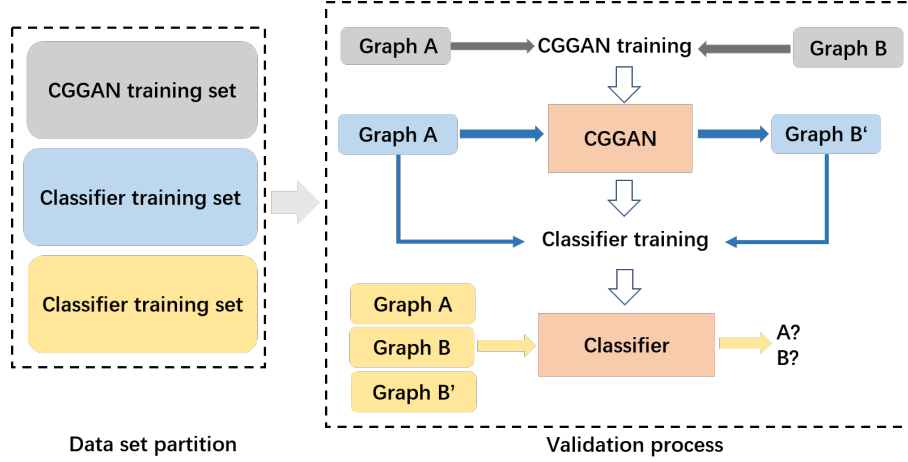 CGGAN training set
Classifier training set
Classifier training set
Data set partition
Graph A
CGGAN training
Graph B
Graph A
CGGAN
Graph B‘
Classifier training
Graph A
Graph B
Graph B’
Classifier
A?
B?
Validation process